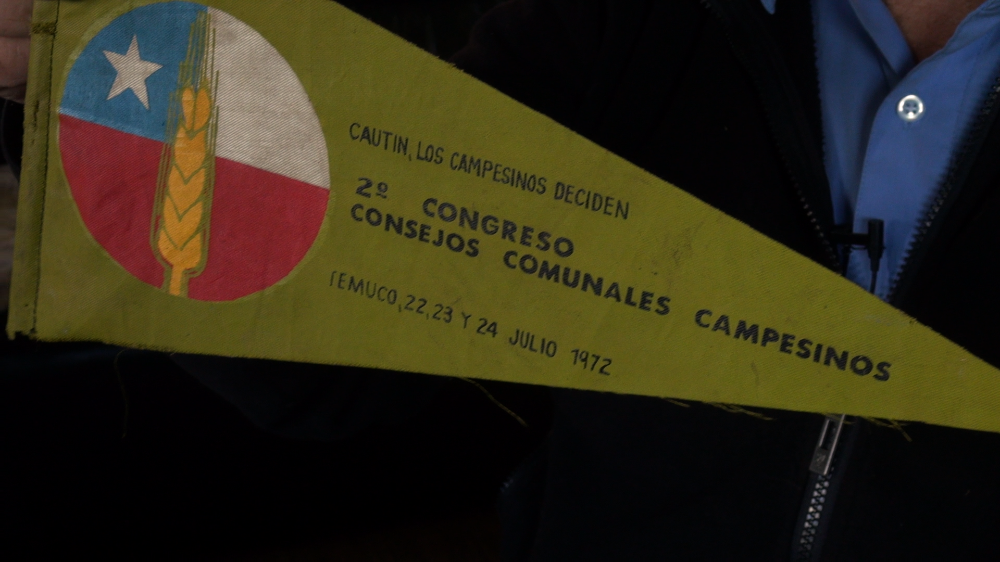 CAUTIN, LOS CAMPESINOS DECIDEN
2º CONGRESO
CONSEJOS COMUNALES CAMPESINOS
TEMUCO, 22, 23 Y 24 JULIO 1972